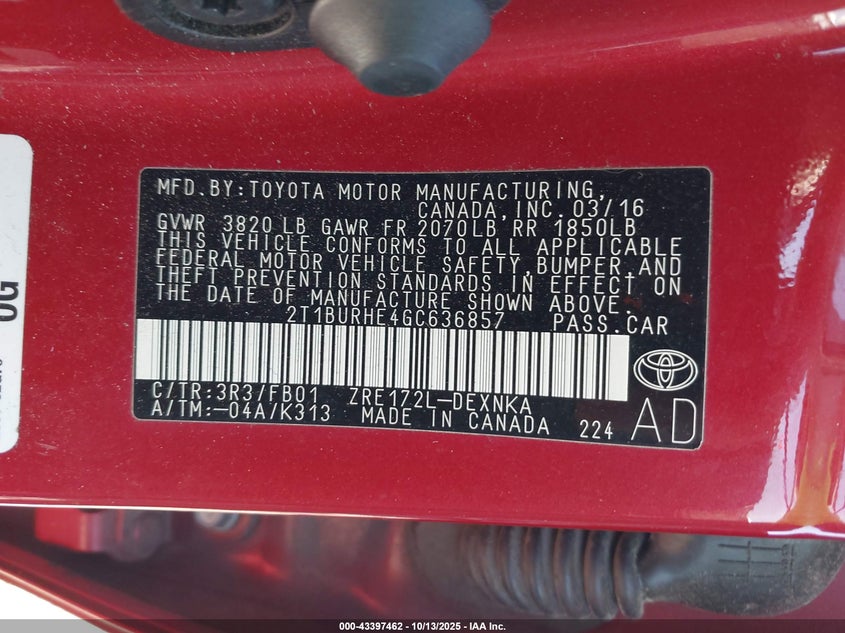 MFD.BY:TOYOTA MOTOR MANUFACTURING,
CANADA,INC. 03/16
GVWR 3820 LB GAWR FR 2070LB RR 1850LB
THIS VEHICLE CONFORMS TO ALL APPLICABLE
FEDERAL MOTOR VEHICLE SAFETY,BUMPER,AND
THEFT PREVENTION STANDARDS IN EFFECT ON
THE DATE OF MANUFACTURE SHOWN ABOVE.
2T1BURHE4GC636857 PASS.CAR
C/TR:3R3/FB01 ZRE172L-DEXNKA
A/TM:-04A/K313 MADE IN CANADA 224 AD
000-43397462 - 10/13/2025 - IAA Inc.